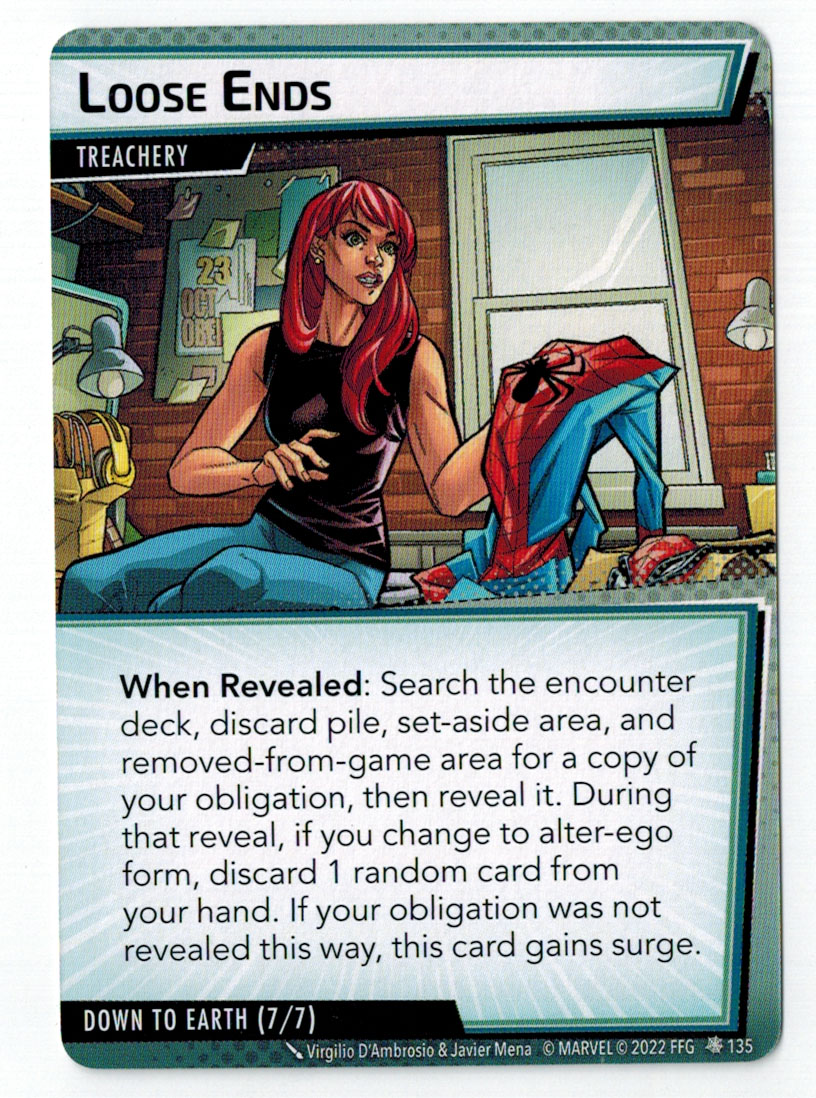 LOOSE ENDS
TREACHERY
23
OCT
OBER
When Revealed: Search the encounter
deck, discard pile, set-aside area, and
removed-from-game area for a copy of
your obligation, then reveal it. During
that reveal, if you change to alter-ego
form, discard 1 random card from
your hand. If your obligation was not
revealed this way, this card gains surge.
DOWN TO EARTH (7/7)
Virgilio D'Ambrosio & Javier Mena © MARVEL © 2022 FFG 135